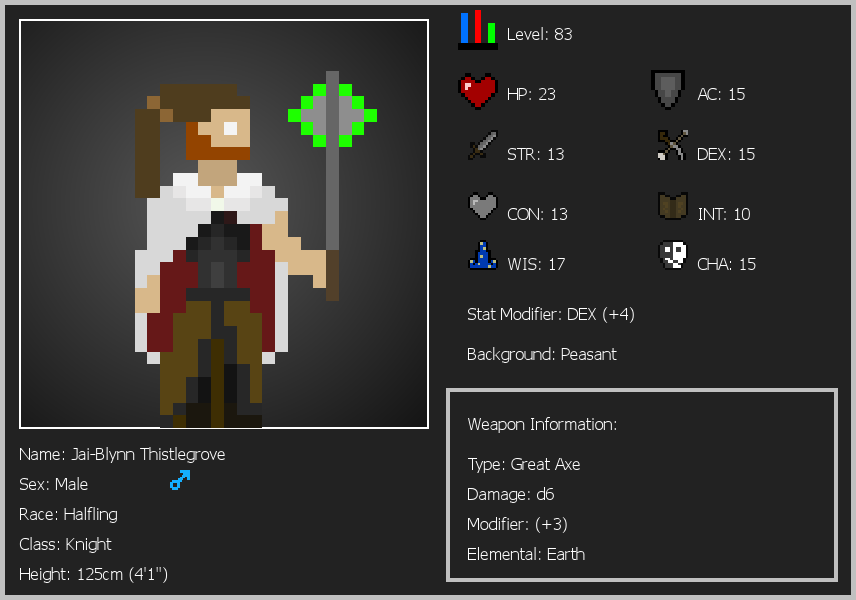 Level: 83
HP: 23
AC: 15
STR: 13
DEX: 15
CON: 13
INT: 10
WIS: 17
CHA: 15
Stat Modifier: DEX (+4)
Background: Peasant
Weapon Information:
Type: Great Axe
Damage: d6
Modifier: (+3)
Elemental: Earth
Name: Jai-Blynn Thistlegrove
Sex: Male
Race: Halfling
Class: Knight
Height: 125cm (4'1")